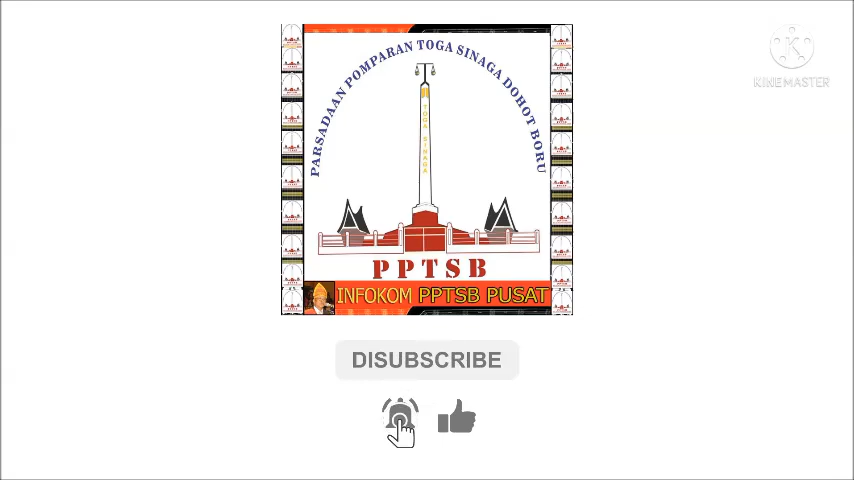 PARSADAAN POMPARAN TOGA SINAGA DOHOT BORU
KINEMASTER
TOGA SINAGA
PPTSB
INFOKOM PPTSB PUSAT
DISUBSCRIBE